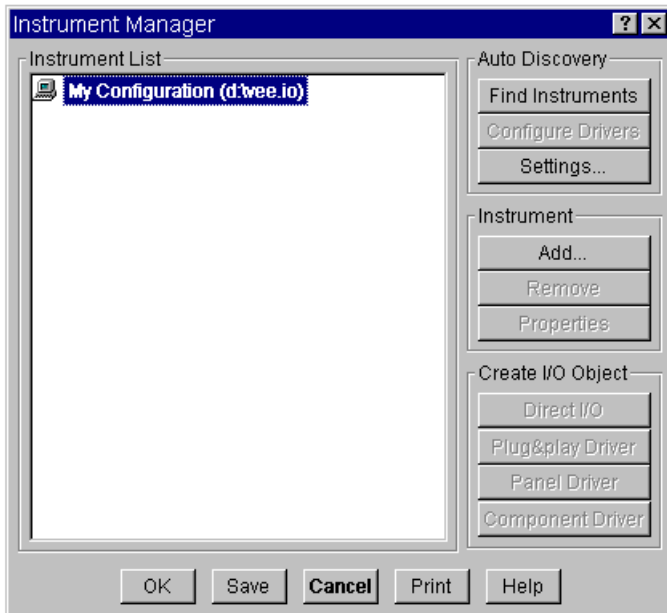 Instrument Manager
Instrument List
My Configuration (d:\vee.io)
Auto Discovery
Find Instruments
Configure Drivers
Settings...
Instrument
Add...
Remove
Properties
Create I/O Object
Direct I/O
Plug&play Driver
Panel Driver
Component Driver
OK
Save
Cancel
Print
Help